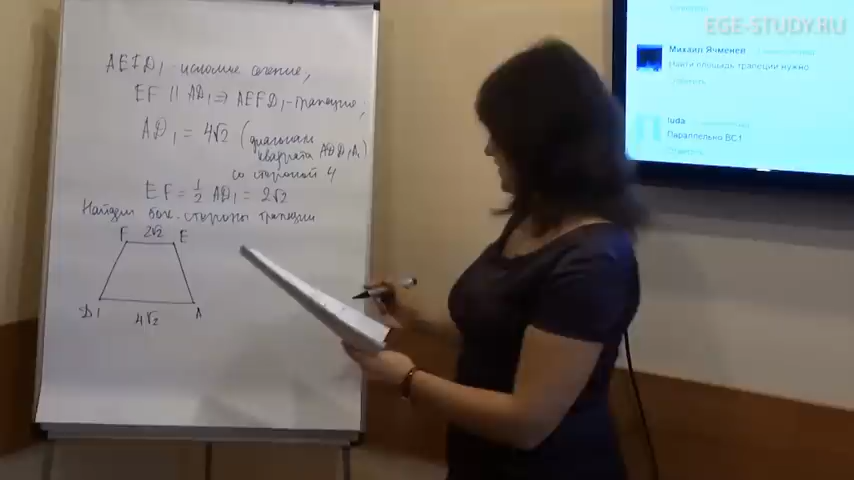 AEFD₁ - искомое сечение,
EF || AD₁ ⇒ AEFD₁ - трапеция,
AD₁ = 4√2 (диагональ
квадрата ADD₁A₁)
со стороной 4
EF = 1/2 AD₁ = 2√2
Найдем бок. стороны трапеции
F 2√2 E
D₁ 4√2 A
EGE-STUDY.RU
Михаил Ячменев
Найти площадь трапеции нужно
luda
Параллельно BC1